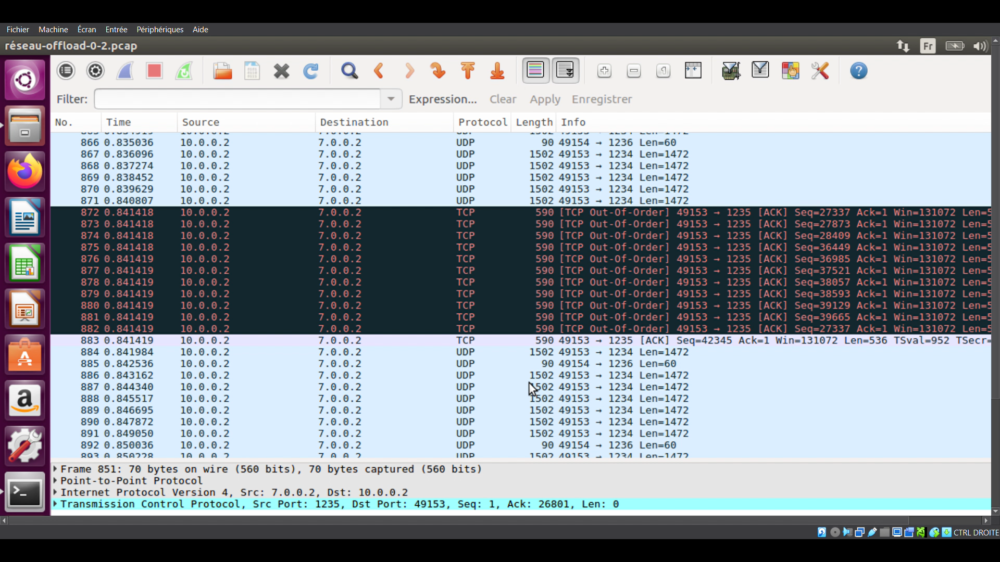 Fichier Machine Écran Entrée Périphériques Aide
réseau-offload-0-2.pcap
Fr
Filter: Expression... Clear Apply Enregistrer
No. Time Source Destination Protocol Length Info
866 0.835036 10.0.0.2 7.0.0.2 UDP 90 49154 → 1236 Len=60
867 0.836096 10.0.0.2 7.0.0.2 UDP 1502 49153 → 1234 Len=1472
868 0.837274 10.0.0.2 7.0.0.2 UDP 1502 49153 → 1234 Len=1472
869 0.838452 10.0.0.2 7.0.0.2 UDP 1502 49153 → 1234 Len=1472
870 0.839629 10.0.0.2 7.0.0.2 UDP 1502 49153 → 1234 Len=1472
871 0.840807 10.0.0.2 7.0.0.2 UDP 1502 49153 → 1234 Len=1472
872 0.841418 10.0.0.2 7.0.0.2 TCP 590 [TCP Out-Of-Order] 49153 → 1235 [ACK] Seq=27337 Ack=1 Win=131072 Len=5
873 0.841418 10.0.0.2 7.0.0.2 TCP 590 [TCP Out-Of-Order] 49153 → 1235 [ACK] Seq=27873 Ack=1 Win=131072 Len=5
874 0.841418 10.0.0.2 7.0.0.2 TCP 590 [TCP Out-Of-Order] 49153 → 1235 [ACK] Seq=28409 Ack=1 Win=131072 Len=5
875 0.841418 10.0.0.2 7.0.0.2 TCP 590 [TCP Out-Of-Order] 49153 → 1235 [ACK] Seq=36449 Ack=1 Win=131072 Len=5
876 0.841419 10.0.0.2 7.0.0.2 TCP 590 [TCP Out-Of-Order] 49153 → 1235 [ACK] Seq=36985 Ack=1 Win=131072 Len=5
877 0.841419 10.0.0.2 7.0.0.2 TCP 590 [TCP Out-Of-Order] 49153 → 1235 [ACK] Seq=37521 Ack=1 Win=131072 Len=5
878 0.841419 10.0.0.2 7.0.0.2 TCP 590 [TCP Out-Of-Order] 49153 → 1235 [ACK] Seq=38057 Ack=1 Win=131072 Len=5
879 0.841419 10.0.0.2 7.0.0.2 TCP 590 [TCP Out-Of-Order] 49153 → 1235 [ACK] Seq=38593 Ack=1 Win=131072 Len=5
880 0.841419 10.0.0.2 7.0.0.2 TCP 590 [TCP Out-Of-Order] 49153 → 1235 [ACK] Seq=39129 Ack=1 Win=131072 Len=5
881 0.841419 10.0.0.2 7.0.0.2 TCP 590 [TCP Out-Of-Order] 49153 → 1235 [ACK] Seq=39665 Ack=1 Win=131072 Len=5
882 0.841419 10.0.0.2 7.0.0.2 TCP 590 [TCP Out-Of-Order] 49153 → 1235 [ACK] Seq=27337 Ack=1 Win=131072 Len=5
883 0.841419 10.0.0.2 7.0.0.2 TCP 590 49153 → 1235 [ACK] Seq=42345 Ack=1 Win=131072 Len=536 TSval=952 TSecr=
884 0.841984 10.0.0.2 7.0.0.2 UDP 1502 49153 → 1234 Len=1472
885 0.842536 10.0.0.2 7.0.0.2 UDP 90 49154 → 1236 Len=60
886 0.843162 10.0.0.2 7.0.0.2 UDP 1502 49153 → 1234 Len=1472
887 0.844340 10.0.0.2 7.0.0.2 UDP 1502 49153 → 1234 Len=1472
888 0.845517 10.0.0.2 7.0.0.2 UDP 1502 49153 → 1234 Len=1472
889 0.846695 10.0.0.2 7.0.0.2 UDP 1502 49153 → 1234 Len=1472
890 0.847872 10.0.0.2 7.0.0.2 UDP 1502 49153 → 1234 Len=1472
891 0.849050 10.0.0.2 7.0.0.2 UDP 1502 49153 → 1234 Len=1472
892 0.850036 10.0.0.2 7.0.0.2 UDP 90 49154 → 1236 Len=60
893 0.850228 10.0.0.2 7.0.0.2 UDP 1502 49153 → 1234 Len=1472
Frame 851: 70 bytes on wire (560 bits), 70 bytes captured (560 bits)
Point-to-Point Protocol
Internet Protocol Version 4, Src: 7.0.0.2, Dst: 10.0.0.2
Transmission Control Protocol, Src Port: 1235, Dst Port: 49153, Seq: 1, Ack: 26801, Len: 0
CTRL DROITE